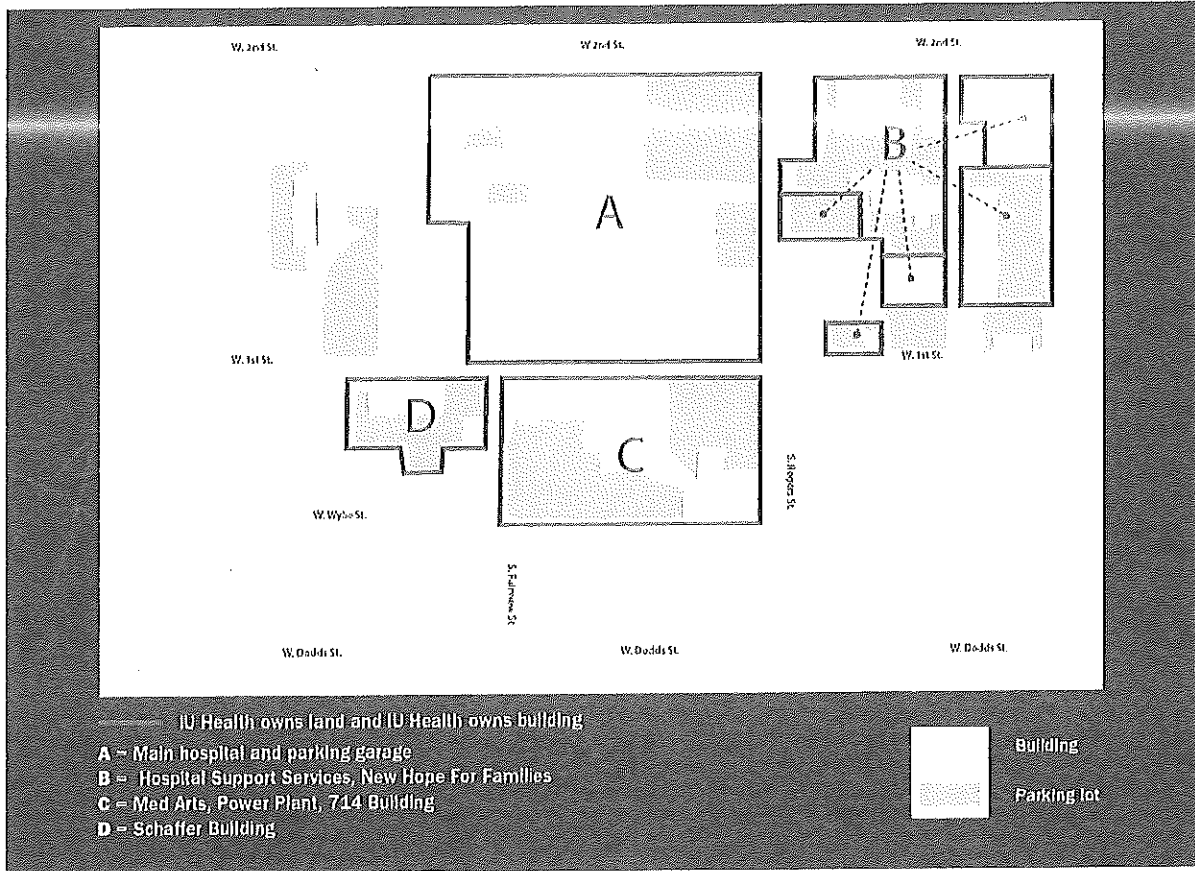 W. 2nd St.
W. 2nd St.
W. 2nd St.
A
B
W. 1st St.
W. 1st St.
D
C
S. Rogers St.
W. Wylie St.
S. Fairview St.
W. Dodds St.
W. Dodds St.
W. Dodds St.
IU Health owns land and IU Health owns building
A – Main hospital and parking garage
B – Hospital Support Services, New Hope For Families
C – Med Arts, Power Plant, 714 Building
D – Schaffer Building
Building
Parking lot